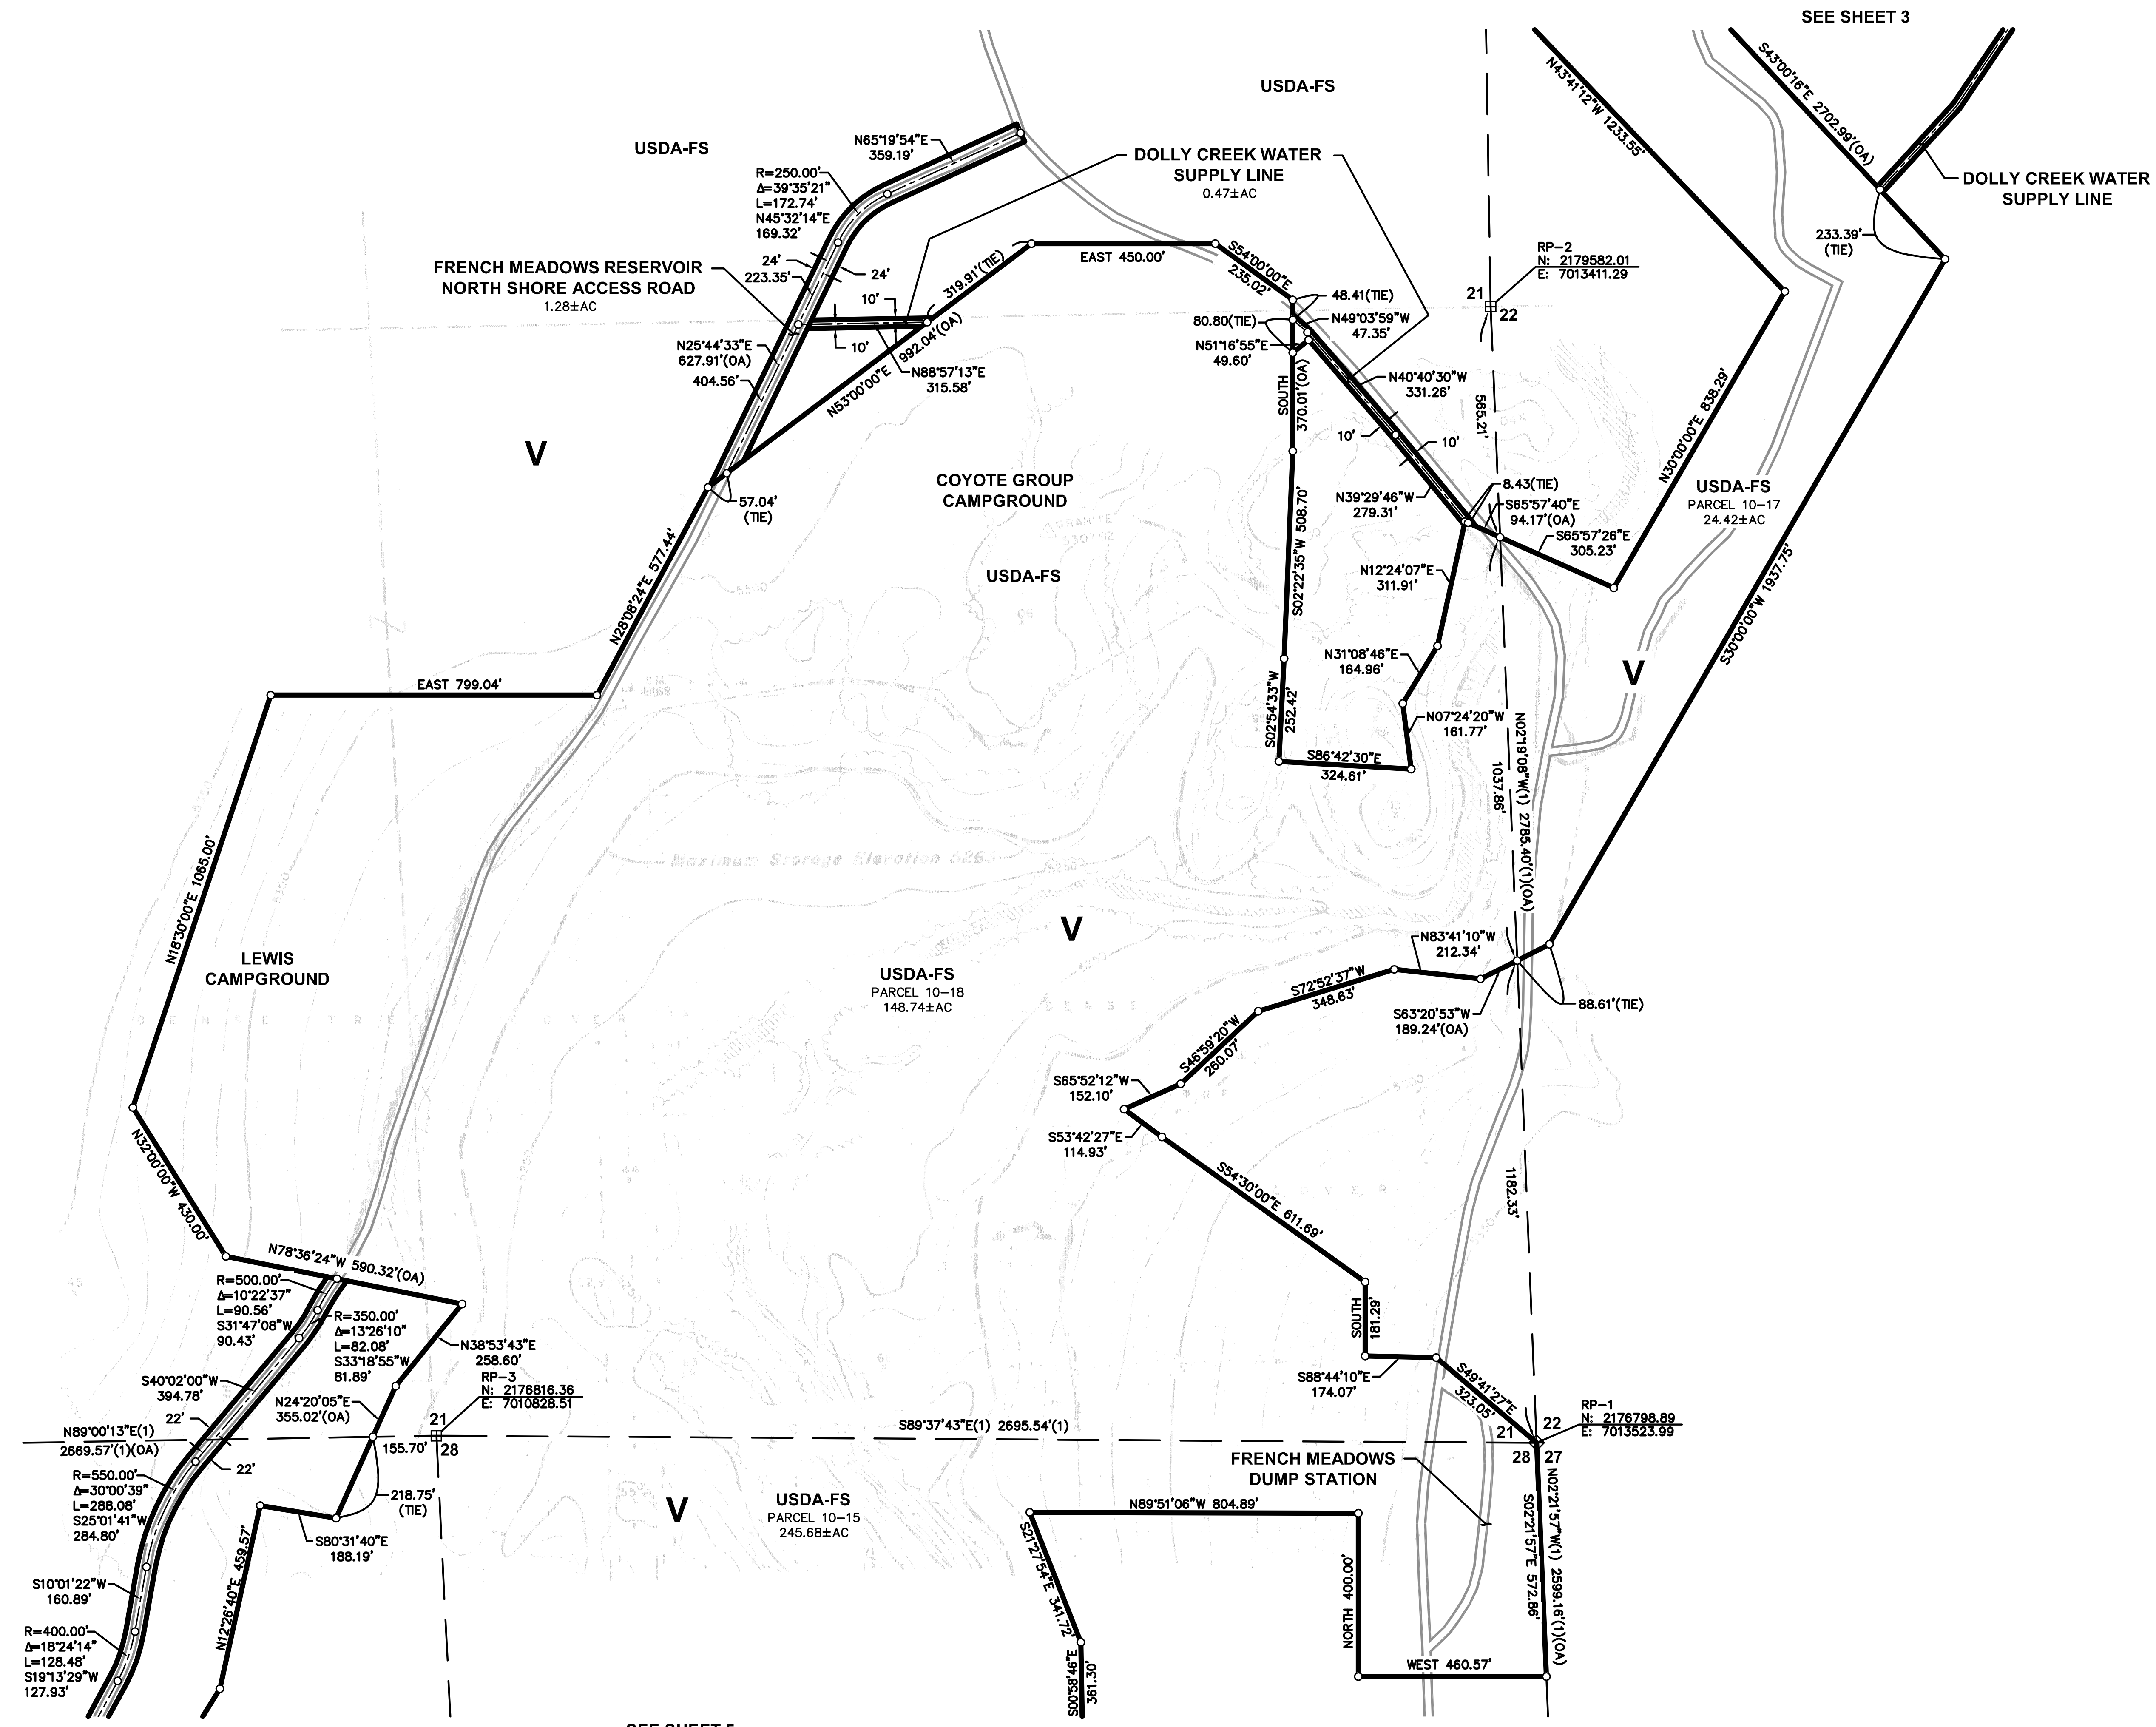 SEE SHEET 3
USDA-FS
USDA-FS
N43°41'12"W 1233.55'
S43°00'16"E 2702.99'(OA)
N65°19'54"E
359.19'
DOLLY CREEK WATER
SUPPLY LINE
0.47±AC
R=250.00'
Δ=39°35'21"
L=172.74'
N45°32'14"E
169.32'
DOLLY CREEK WATER
SUPPLY LINE
233.39'
(TIE)
24'
223.35'
24'
FRENCH MEADOWS RESERVOIR
NORTH SHORE ACCESS ROAD
1.28±AC
EAST 450.00'
S54°00'00"E
235.02'
RP-2
N: 2179582.01
E: 7013411.29
21
22
319.91'(TIE)
10'
10'
48.41(TIE)
80.80(TIE)
N49°03'59"W
47.35'
N51°16'55"E
49.60'
N25°44'33"E
627.91'(OA)
404.56'
N53°00'00"E 992.04'(OA)
N88°57'13"E
315.58'
SOUTH
370.01'(OA)
N40°40'30"W
331.26'
565.21'
04X
10'
10'
N30°00'00"E 838.29'
V
COYOTE GROUP
CAMPGROUND
57.04'
(TIE)
N39°29'46"W
279.31'
8.43(TIE)
S65°57'40"E
94.17'(OA)
S65°57'26"E
305.23'
USDA-FS
PARCEL 10-17
24.42±AC
GRANITE
5307.92
USDA-FS
5300
06
N28°08'24"E 577.44'
S02°22'35"W 508.70'
N12°24'07"E
311.91'
S30°00'00"W 1937.75'
N31°08'46"E
164.96'
V
BM
5289
EAST 799.04'
S02°54'33"W
252.42'
N07°24'20"W
161.77'
S86°42'30"E
324.61'
N02°19'08"W(1) 2785.40'(1)(OA)
1037.86'
5350
Maximum Storage Elevation 5263
5250
N18°30'00"E 1065.00'
5300
V
LEWIS
CAMPGROUND
USDA-FS
PARCEL 10-18
148.74±AC
N83°41'10"W
212.34'
S72°52'37"W
348.63'
S63°20'53"W
189.24'(OA)
88.61'(TIE)
DENSE
DENSE
S46°59'20"W
260.07'
S65°52'12"W
152.10'
S53°42'27"E
114.93'
5300
N32°00'00"W 430.00'
S54°30'00"E 611.69'
1182.33'
COVER
44
5350
N78°36'24"W 590.32'(OA)
R=500.00'
Δ=10°22'37"
L=90.56'
S31°47'08"W
90.43'
R=350.00'
Δ=13°26'10"
L=82.08'
S33°18'55"W
81.89'
N38°53'43"E
258.60'
SOUTH
181.29'
S88°44'10"E
174.07'
S49°41'27"E
323.05'
S40°02'00"W
394.78'
N24°20'05"E
355.02'(OA)
RP-3
N: 2176816.36
E: 7010828.51
22'
21
28
155.70'
N89°00'13"E(1)
2669.57'(1)(OA)
S89°37'43"E(1) 2695.54'(1)
RP-1
N: 2176798.89
E: 7013523.99
22
21
28
27
R=550.00'
Δ=30°00'39"
L=288.08'
S25°01'41"W
284.80'
22'
218.75'
(TIE)
FRENCH MEADOWS
DUMP STATION
V
USDA-FS
PARCEL 10-15
245.68±AC
N89°51'06"W 804.89'
S80°31'40"E
188.19'
N12°26'40"E 459.57'
S21°27'54"E 341.72'
NORTH 400.00'
S02°21'57"E 572.86'
N02°21'57"W(1) 2599.16'(1)(OA)
S10°01'22"W
160.89'
R=400.00'
Δ=18°24'14"
L=128.48'
S19°13'29"W
127.93'
S00°58'46"E
361.30'
WEST 460.57'
SEE SHEET 5